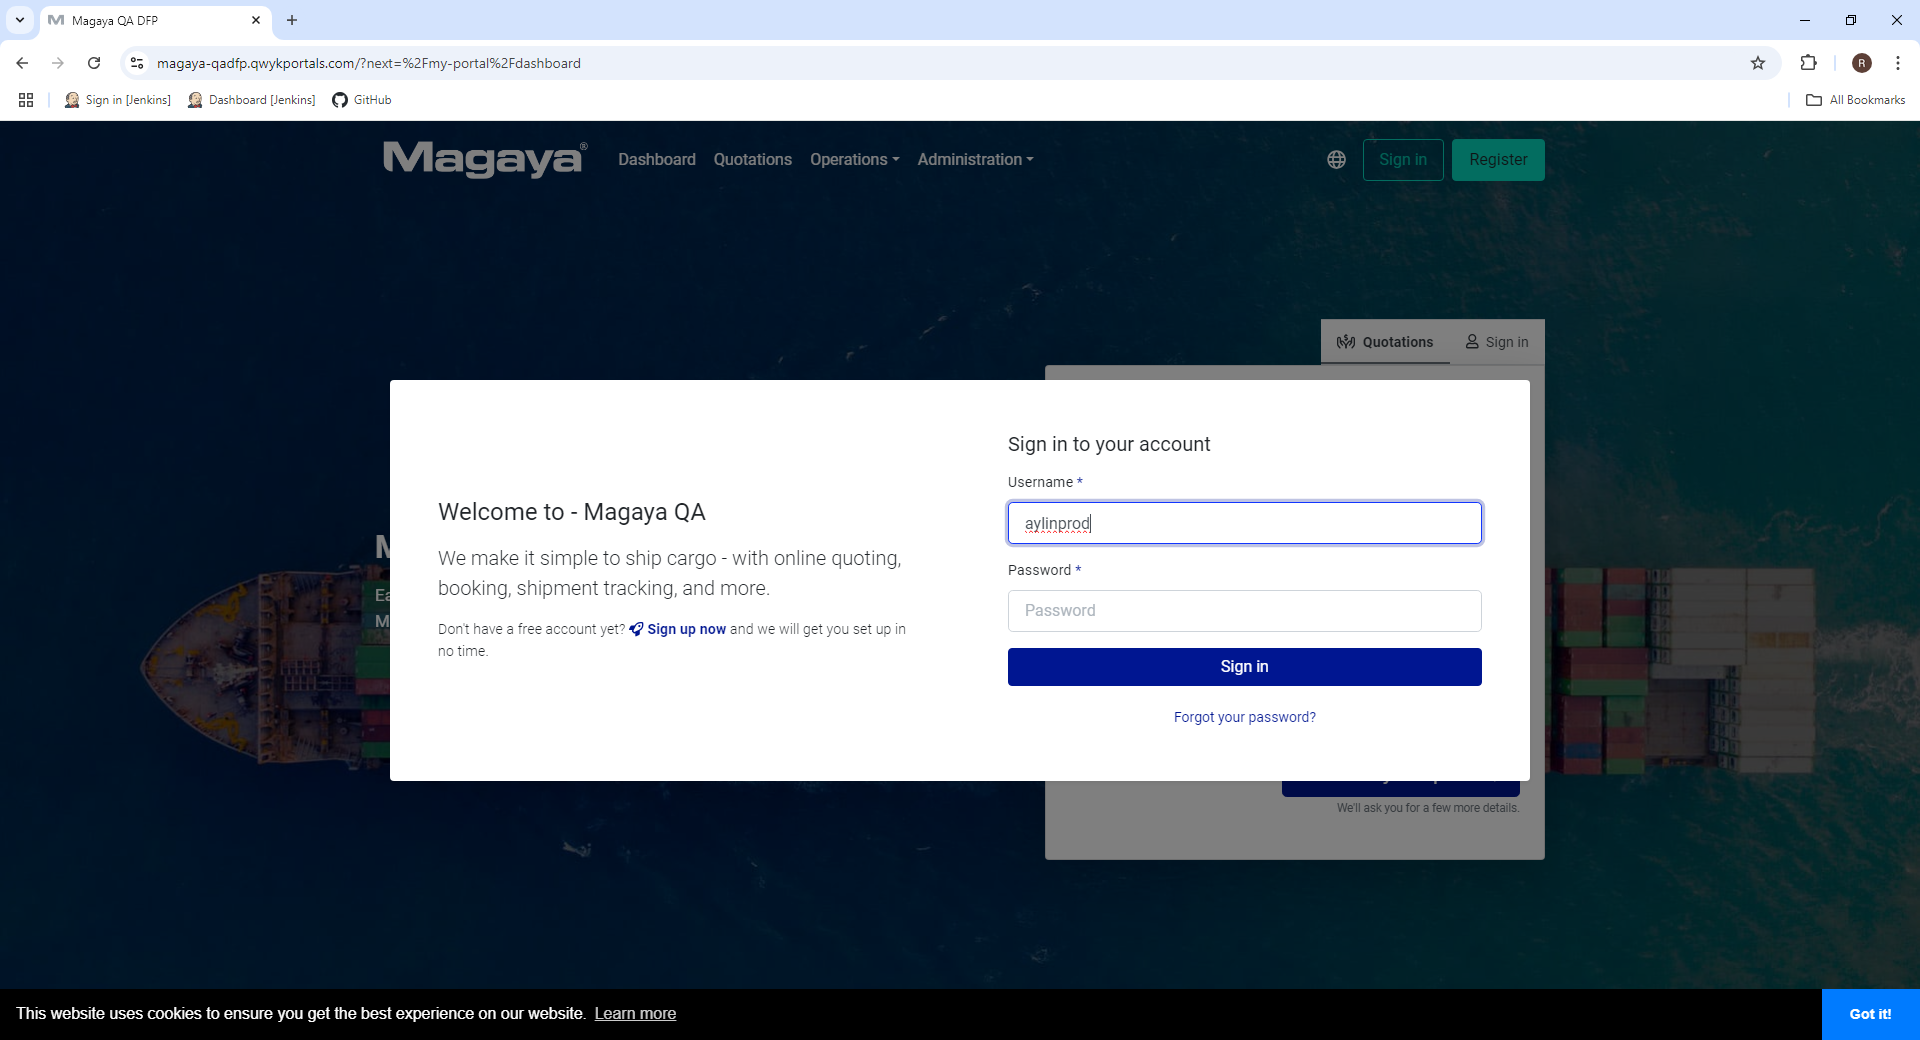 Magaya QA DFP
magaya-qadfp.qwykportals.com/?next=%2Fmy-portal%2Fdashboard
R
Sign in [Jenkins]
Dashboard [Jenkins]
GitHub
All Bookmarks
Magaya®
Dashboard
Quotations
Operations
Administration
Sign in
Register
Quotations
Sign in
Welcome to - Magaya QA
We make it simple to ship cargo - with online quoting,
booking, shipment tracking, and more.
Don't have a free account yet? Sign up now and we will get you set up in
no time.
Sign in to your account
Username *
aylinprod
Password *
Password
Sign in
Forgot your password?
M
Ea
M
We'll ask you for a few more details.
This website uses cookies to ensure you get the best experience on our website. Learn more
Got it!